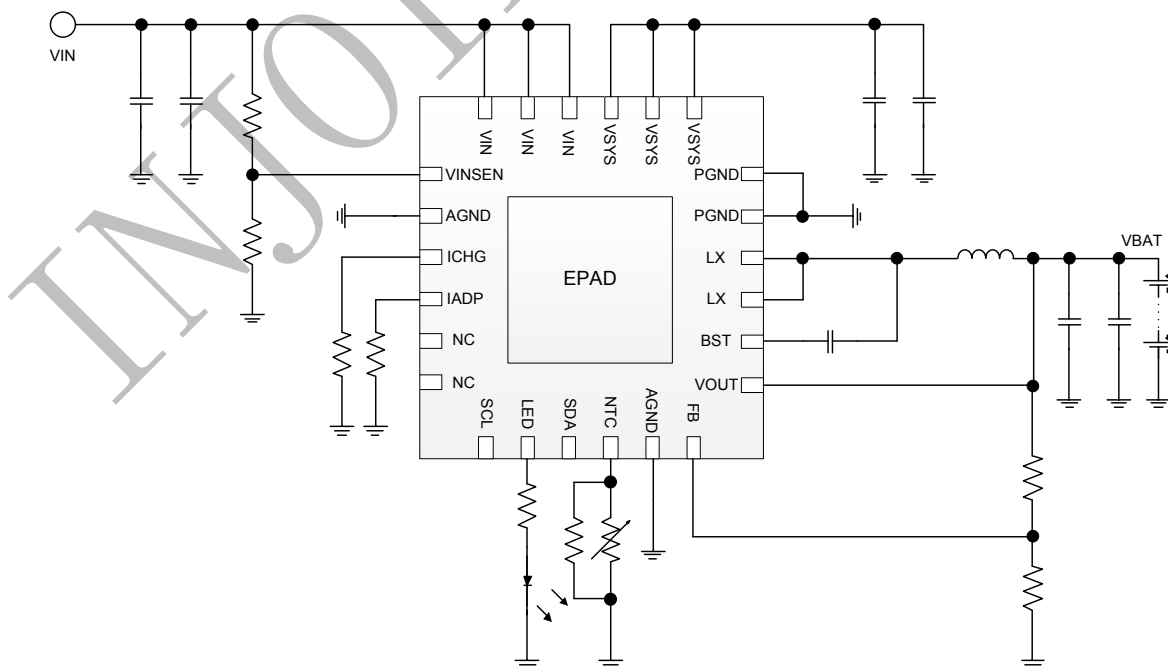 INJOI
VIN
VIN
VIN
VIN
VSYS
VSYS
VSYS
VINSEN
AGND
ICHG
IADP
NC
NC
EPAD
PGND
PGND
LX
LX
BST
VOUT
VBAT
SCL
LED
SDA
NTC
AGND
FB